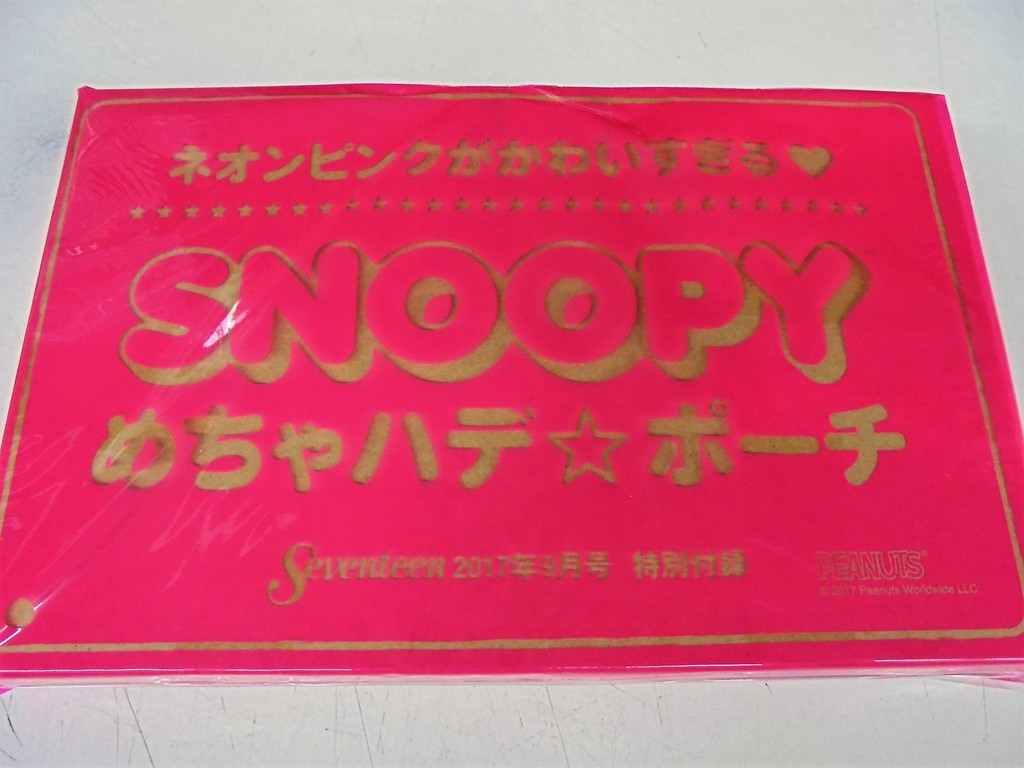 ネオンピンクがかわいすぎる♥
SNOOPY
めちゃハデ☆ポーチ
Seventeen 2017年9月号 特別付録
PEANUTS®
© 2017 Peanuts Worldwide LLC